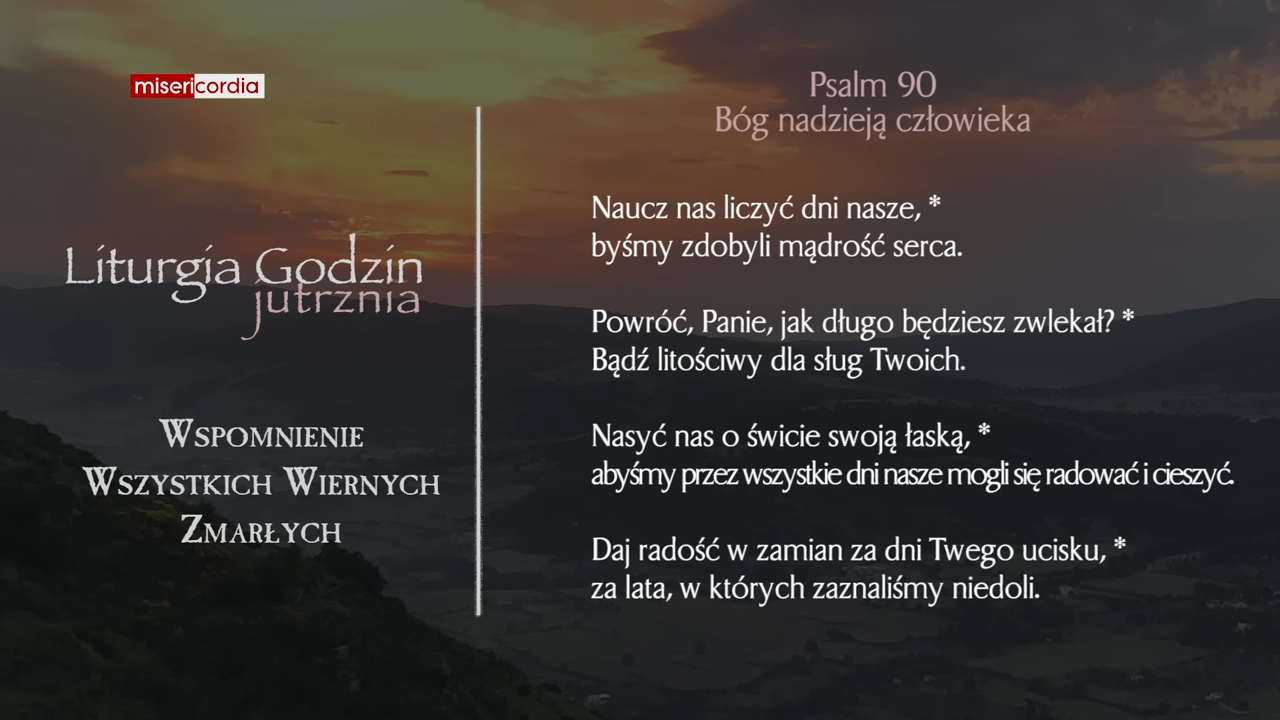 misericordia
Liturgia Godzin
jutrznia
Wspomnienie
Wszystkich Wiernych
Zmarłych
Psalm 90
Bóg nadzieją człowieka
Naucz nas liczyć dni nasze, *
byśmy zdobyli mądrość serca.
Powróć, Panie, jak długo będziesz zwlekał? *
Bądź litościwy dla sług Twoich.
Nasyć nas o świcie swoją łaską, *
abyśmy przez wszystkie dni nasze mogli się radować i cieszyć.
Daj radość w zamian za dni Twego ucisku, *
za lata, w których zaznaliśmy niedoli.